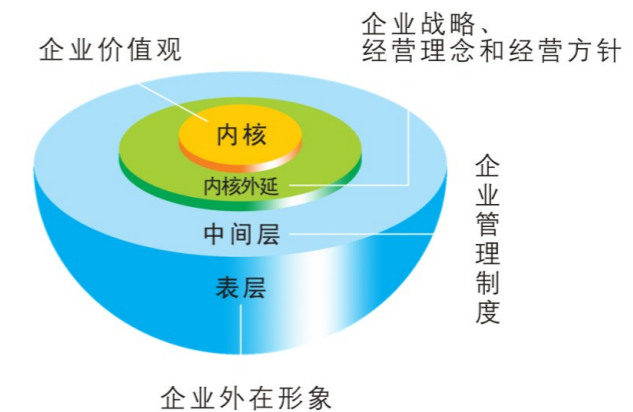 企业战略、
经营理念和经营方针
企业价值观
内核
内核外延
中间层
表层
企业管理制度
企业外在形象